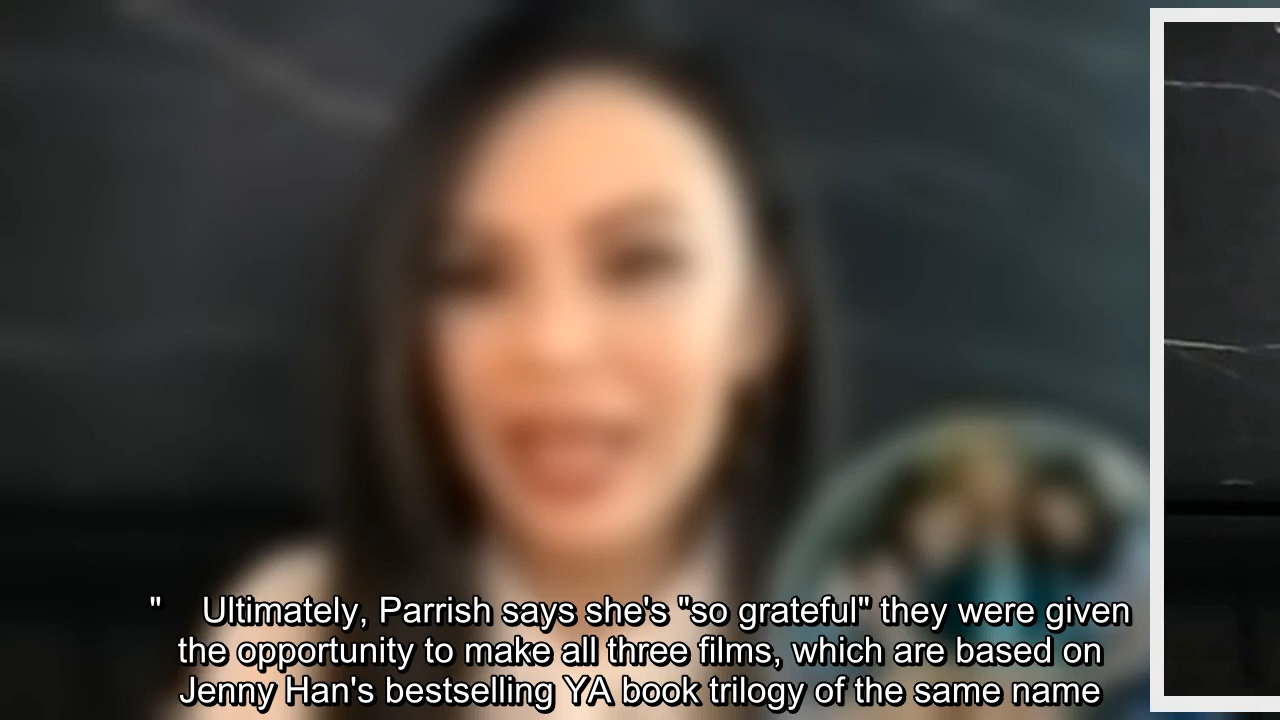 " Ultimately, Parrish says she's "so grateful" they were given
the opportunity to make all three films, which are based on
Jenny Han's bestselling YA book trilogy of the same name